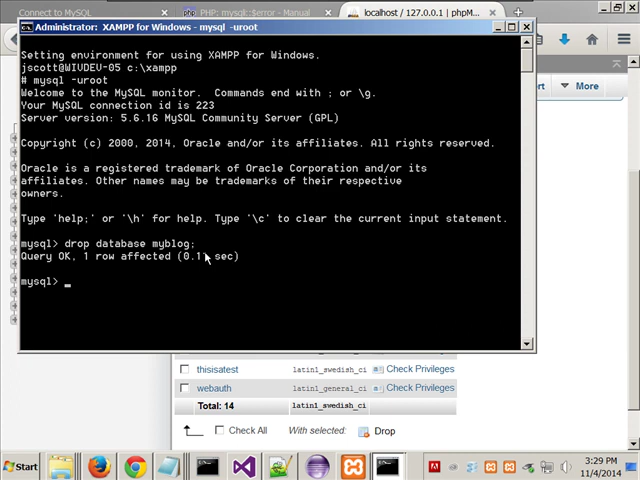 Connect to MySQL
PHP: mysqli::$error - Manual
localhost / 127.0.0.1 | phpM
Administrator: XAMPP for Windows - mysql -uroot
Setting environment for using XAMPP for Windows.
jscott@WIVDEV-05 c:\xampp
# mysql -uroot
Welcome to the MySQL monitor.  Commands end with ; or \g.
Your MySQL connection id is 223
Server version: 5.6.16 MySQL Community Server (GPL)
Copyright (c) 2000, 2014, Oracle and/or its affiliates. All rights reserved.
Oracle is a registered trademark of Oracle Corporation and/or its
affiliates. Other names may be trademarks of their respective
owners.
Type 'help;' or '\h' for help. Type '\c' to clear the current input statement.
mysql> drop database myblog;
Query OK, 1 row affected (0.11 sec)
mysql> _
ort
More
thisisatest latin1_swedish_ci Check Privileges
webauth latin1_general_ci Check Privileges
Total: 14 latin1_swedish_ci
Check All With selected: Drop
Start
3:29 PM
11/4/2014